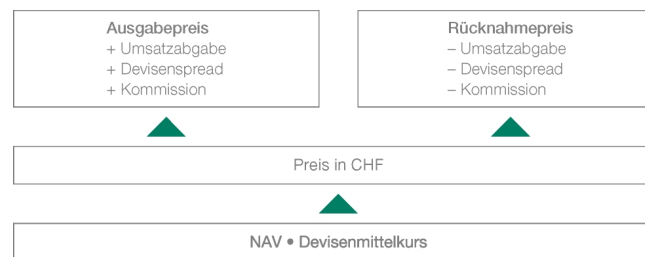 Ausgabepreis
+ Umsatzabgabe
+ Devisenspread
+ Kommission
Rücknahmepreis
– Umsatzabgabe
– Devisenspread
– Kommission
Preis in CHF
NAV • Devisenmittelkurs